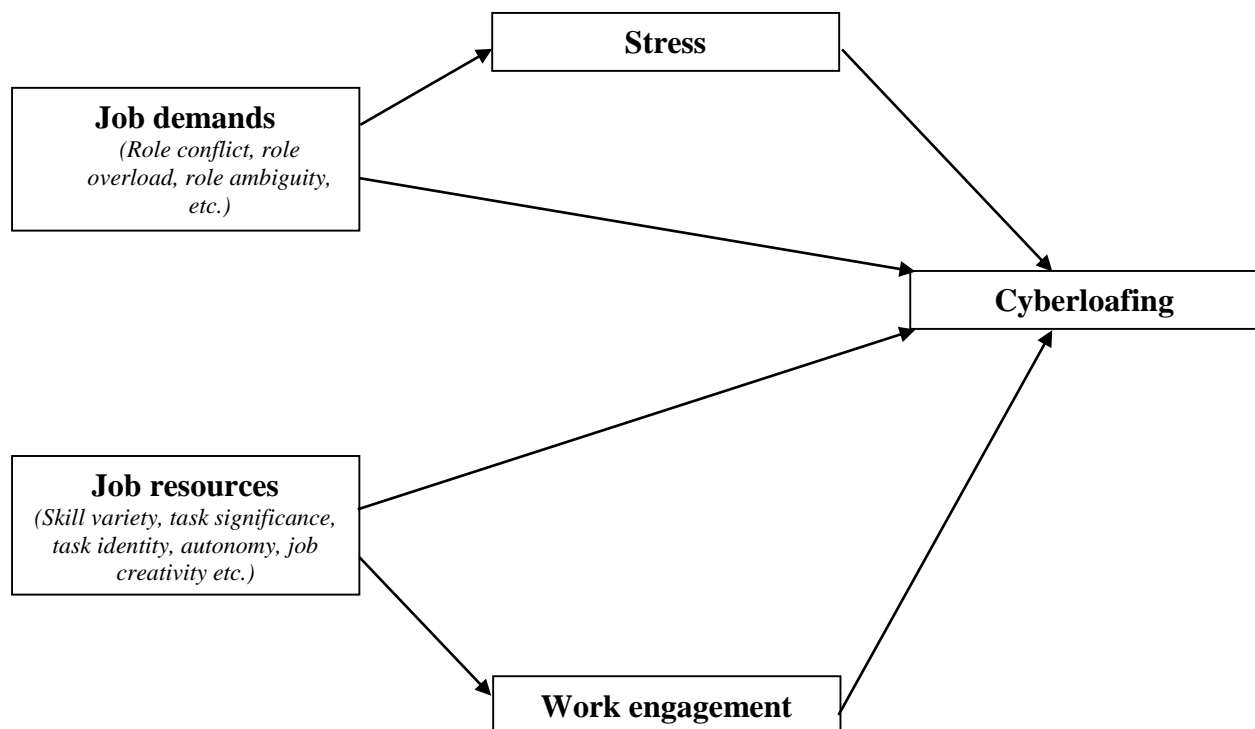 Stress
Job demands
(Role conflict, role
overload, role ambiguity,
etc.)
Cyberloafing
Job resources
(Skill variety, task significance,
task identity, autonomy, job
creativity etc.)
Work engagement